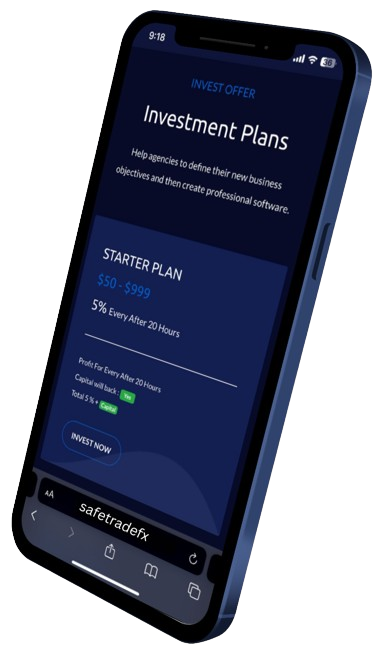 9:18
98
INVEST OFFER
Investment Plans
Help agencies to define their new business
objectives and then create professional software.
STARTER PLAN
$50 - $999
5% Every After 20 Hours
Profit For Every After 20 Hours
Capital will back : Yes
Total 5 % + Capital
INVEST NOW
AA
safetradefx